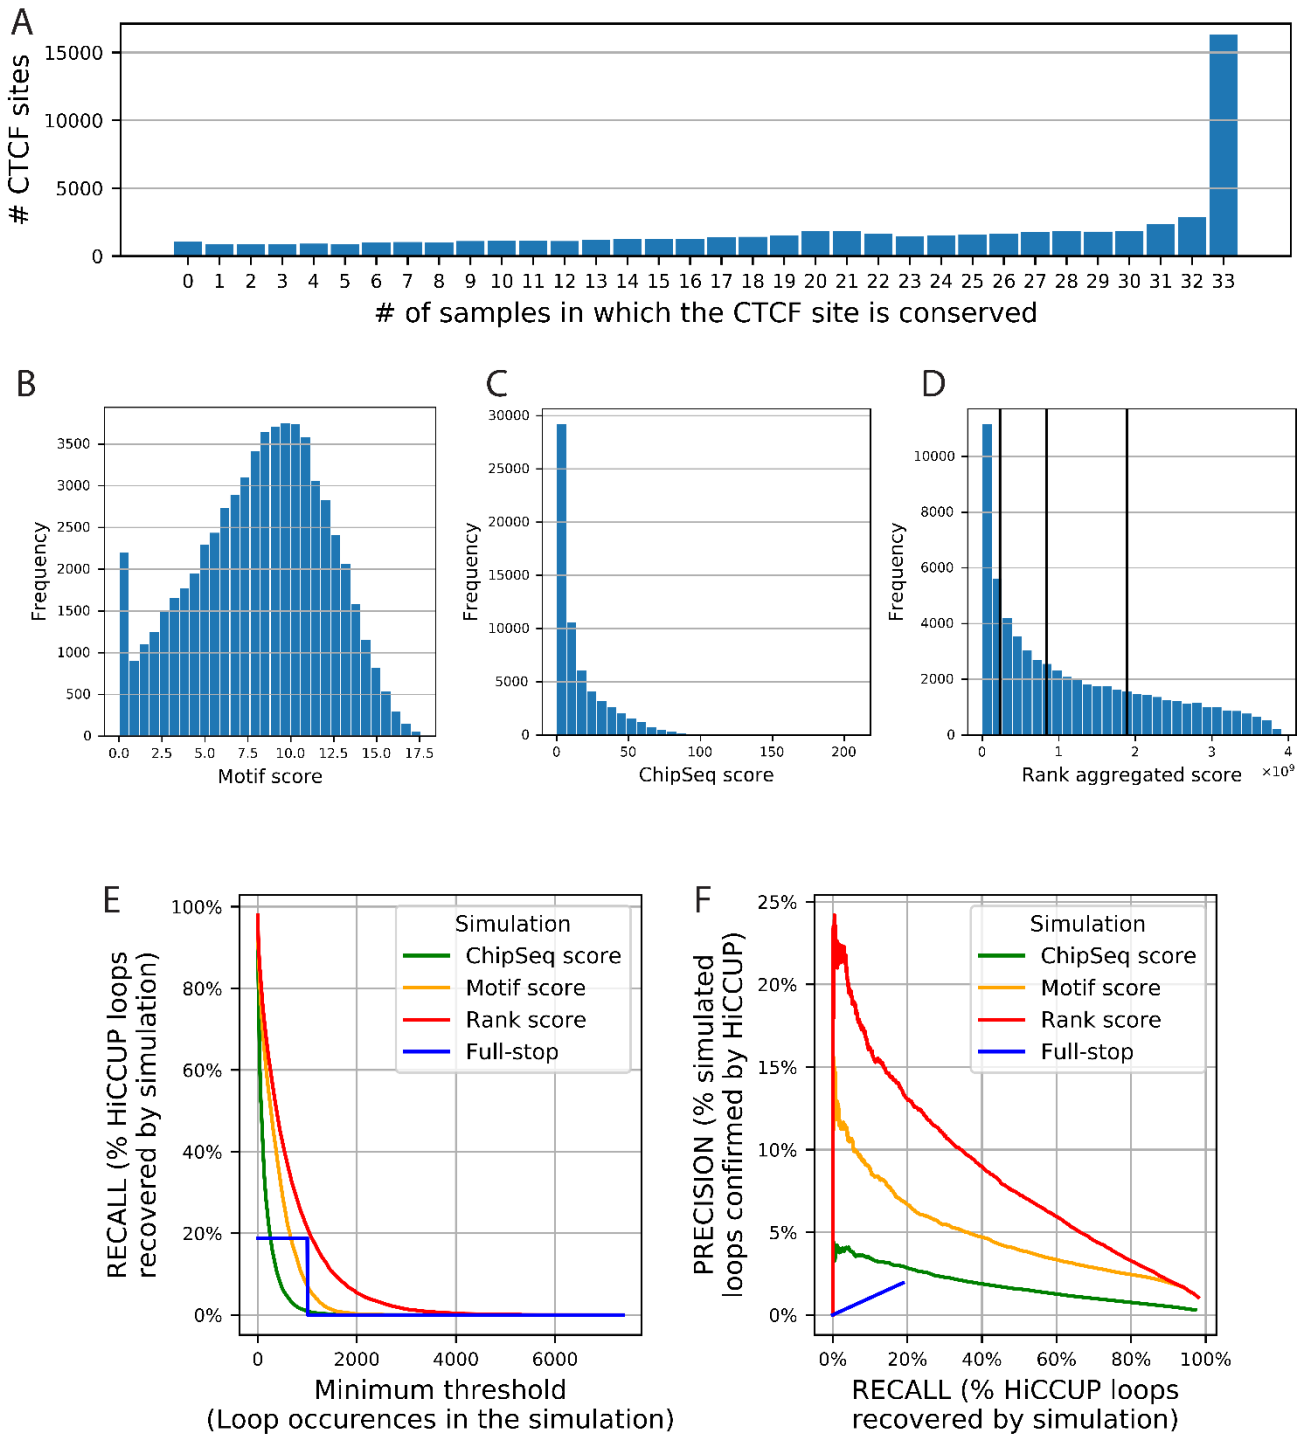 A
# CTCF sites
15000
10000
5000
0
0 1 2 3 4 5 6 7 8 9 10 11 12 13 14 15 16 17 18 19 20 21 22 23 24 25 26 27 28 29 30 31 32 33
# of samples in which the CTCF site is conserved
B
Frequency
3500
3000
2500
2000
1500
1000
500
0
0.0 2.5 5.0 7.5 10.0 12.5 15.0 17.5
Motif score
C
Frequency
30000
25000
20000
15000
10000
5000
0
0 50 100 150 200
ChipSeq score
D
Frequency
10000
8000
6000
4000
2000
0
0 1 2 3 4
Rank aggregated score
×10⁹
E
RECALL (% HiCCUP loops
recovered by simulation)
100%
80%
60%
40%
20%
0%
Simulation
ChipSeq score
Motif score
Rank score
Full-stop
0 2000 4000 6000
Minimum threshold
(Loop occurences in the simulation)
F
PRECISION (% simulated
loops confirmed by HiCCUP)
25%
20%
15%
10%
5%
0%
Simulation
ChipSeq score
Motif score
Rank score
Full-stop
0% 20% 40% 60% 80% 100%
RECALL (% HiCCUP loops
recovered by simulation)